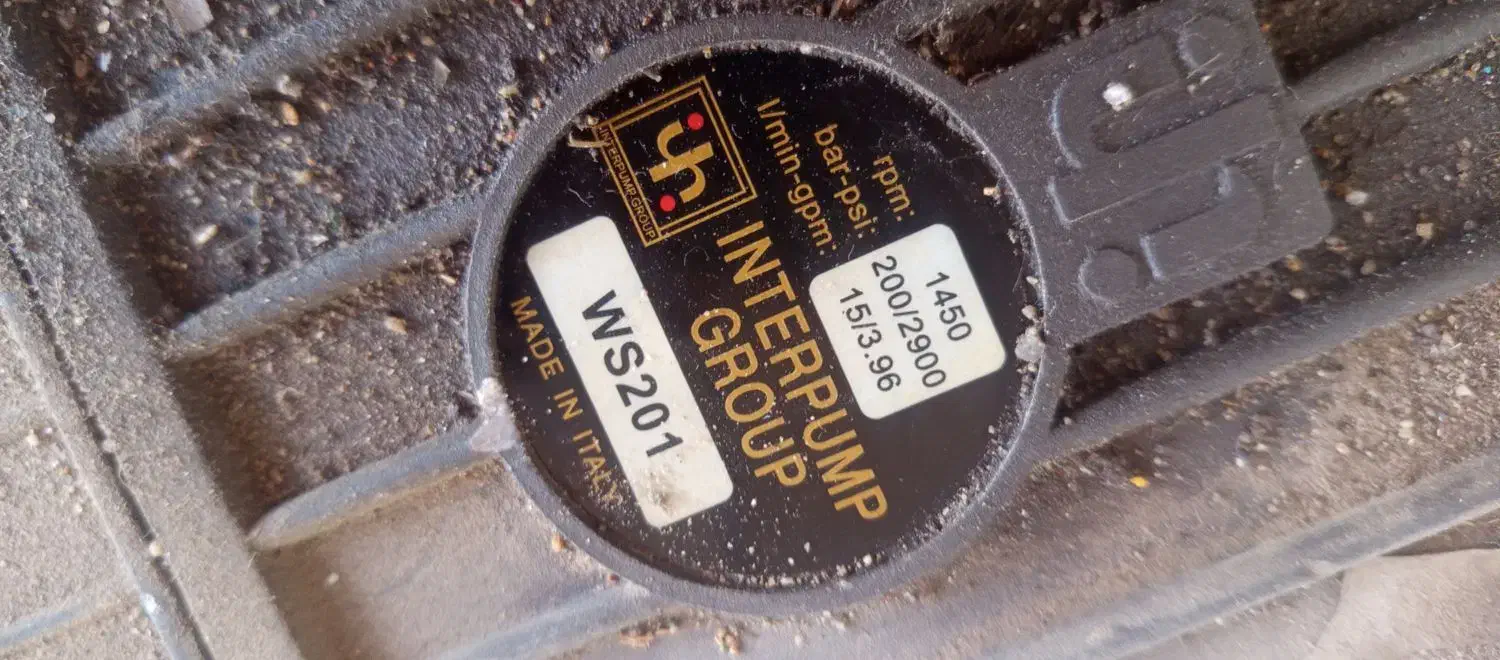 INTERPUMP GROUP
rpm: 1450
bar-psi: 200/2900
l/min-gpm: 15/3.96
INTERPUMP
GROUP
WS201
MADE IN ITALY